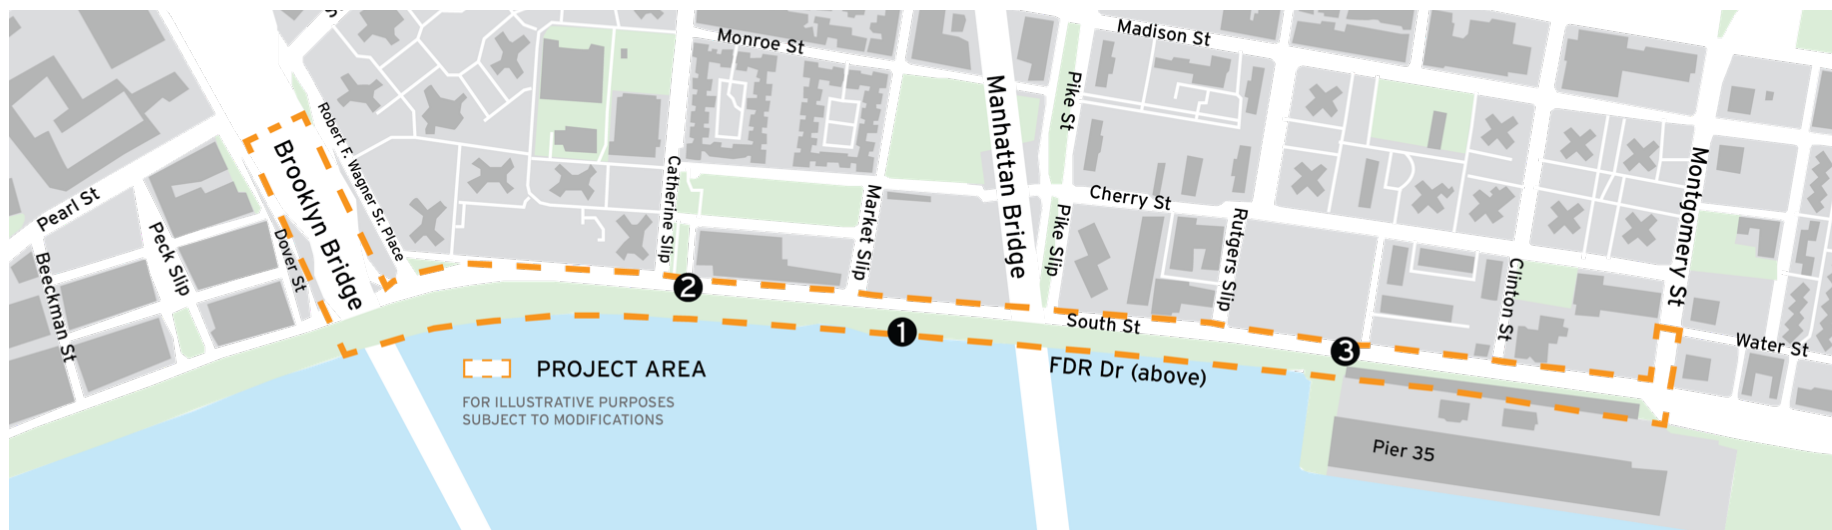 Monroe St
Madison St
Pike St
Manhattan Bridge
Robert F. Wagner Sr. Place
Brooklyn Bridge
Catherine Slip
Market Slip
Cherry St
Pike Slip
Rutgers Slip
Montgomery St
Pearl St
Peck Slip
Dover St
Beeckman St
Clinton St
2
1
South St
3
Water St
FDR Dr (above)
PROJECT AREA
FOR ILLUSTRATIVE PURPOSES
SUBJECT TO MODIFICATIONS
Pier 35